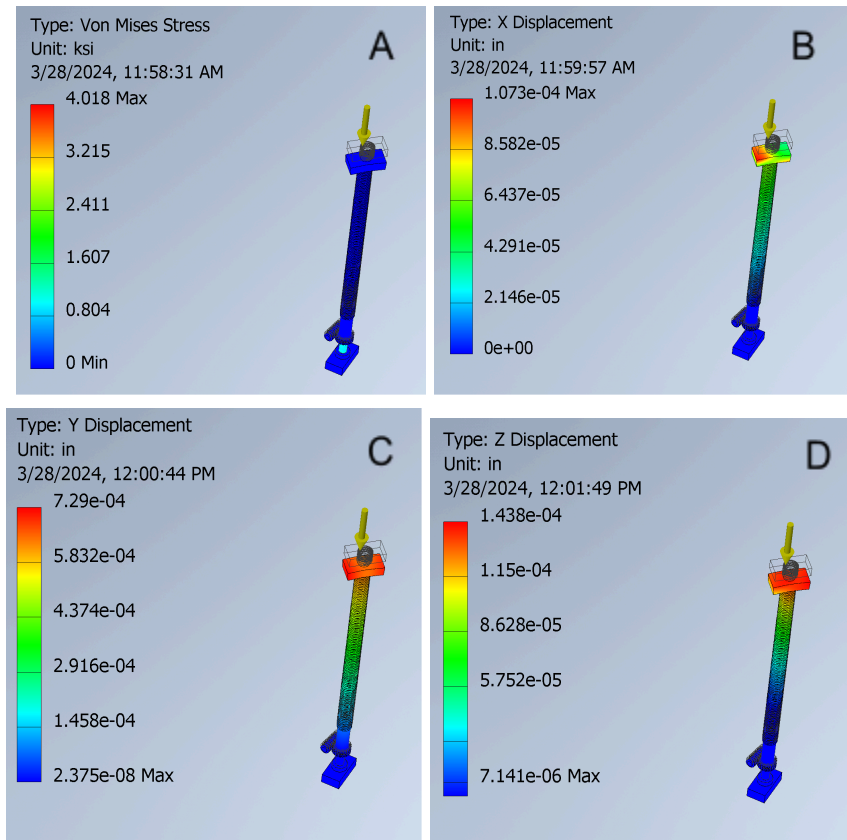 Type: Von Mises Stress
Unit: ksi
3/28/2024, 11:58:31 AM
A
4.018 Max
3.215
2.411
1.607
0.804
0 Min
Type: X Displacement
Unit: in
3/28/2024, 11:59:57 AM
B
1.073e-04 Max
8.582e-05
6.437e-05
4.291e-05
2.146e-05
0e+00
Type: Y Displacement
Unit: in
3/28/2024, 12:00:44 PM
C
7.29e-04
5.832e-04
4.374e-04
2.916e-04
1.458e-04
2.375e-08 Max
Type: Z Displacement
Unit: in
3/28/2024, 12:01:49 PM
D
1.438e-04
1.15e-04
8.628e-05
5.752e-05
7.141e-06 Max